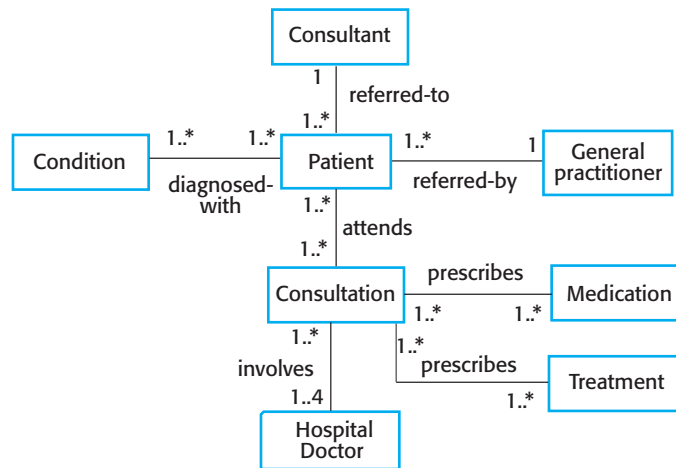 Consultant
1
referred-to
1..*
1..*
1..*
1..*
1
Condition
Patient
General
practitioner
diagnosed-
with
referred-by
1..*
attends
1..*
prescribes
Consultation
Medication
1..*
1..*
1..*
1..*
involves
prescribes
Treatment
1..4
1..*
Hospital
Doctor